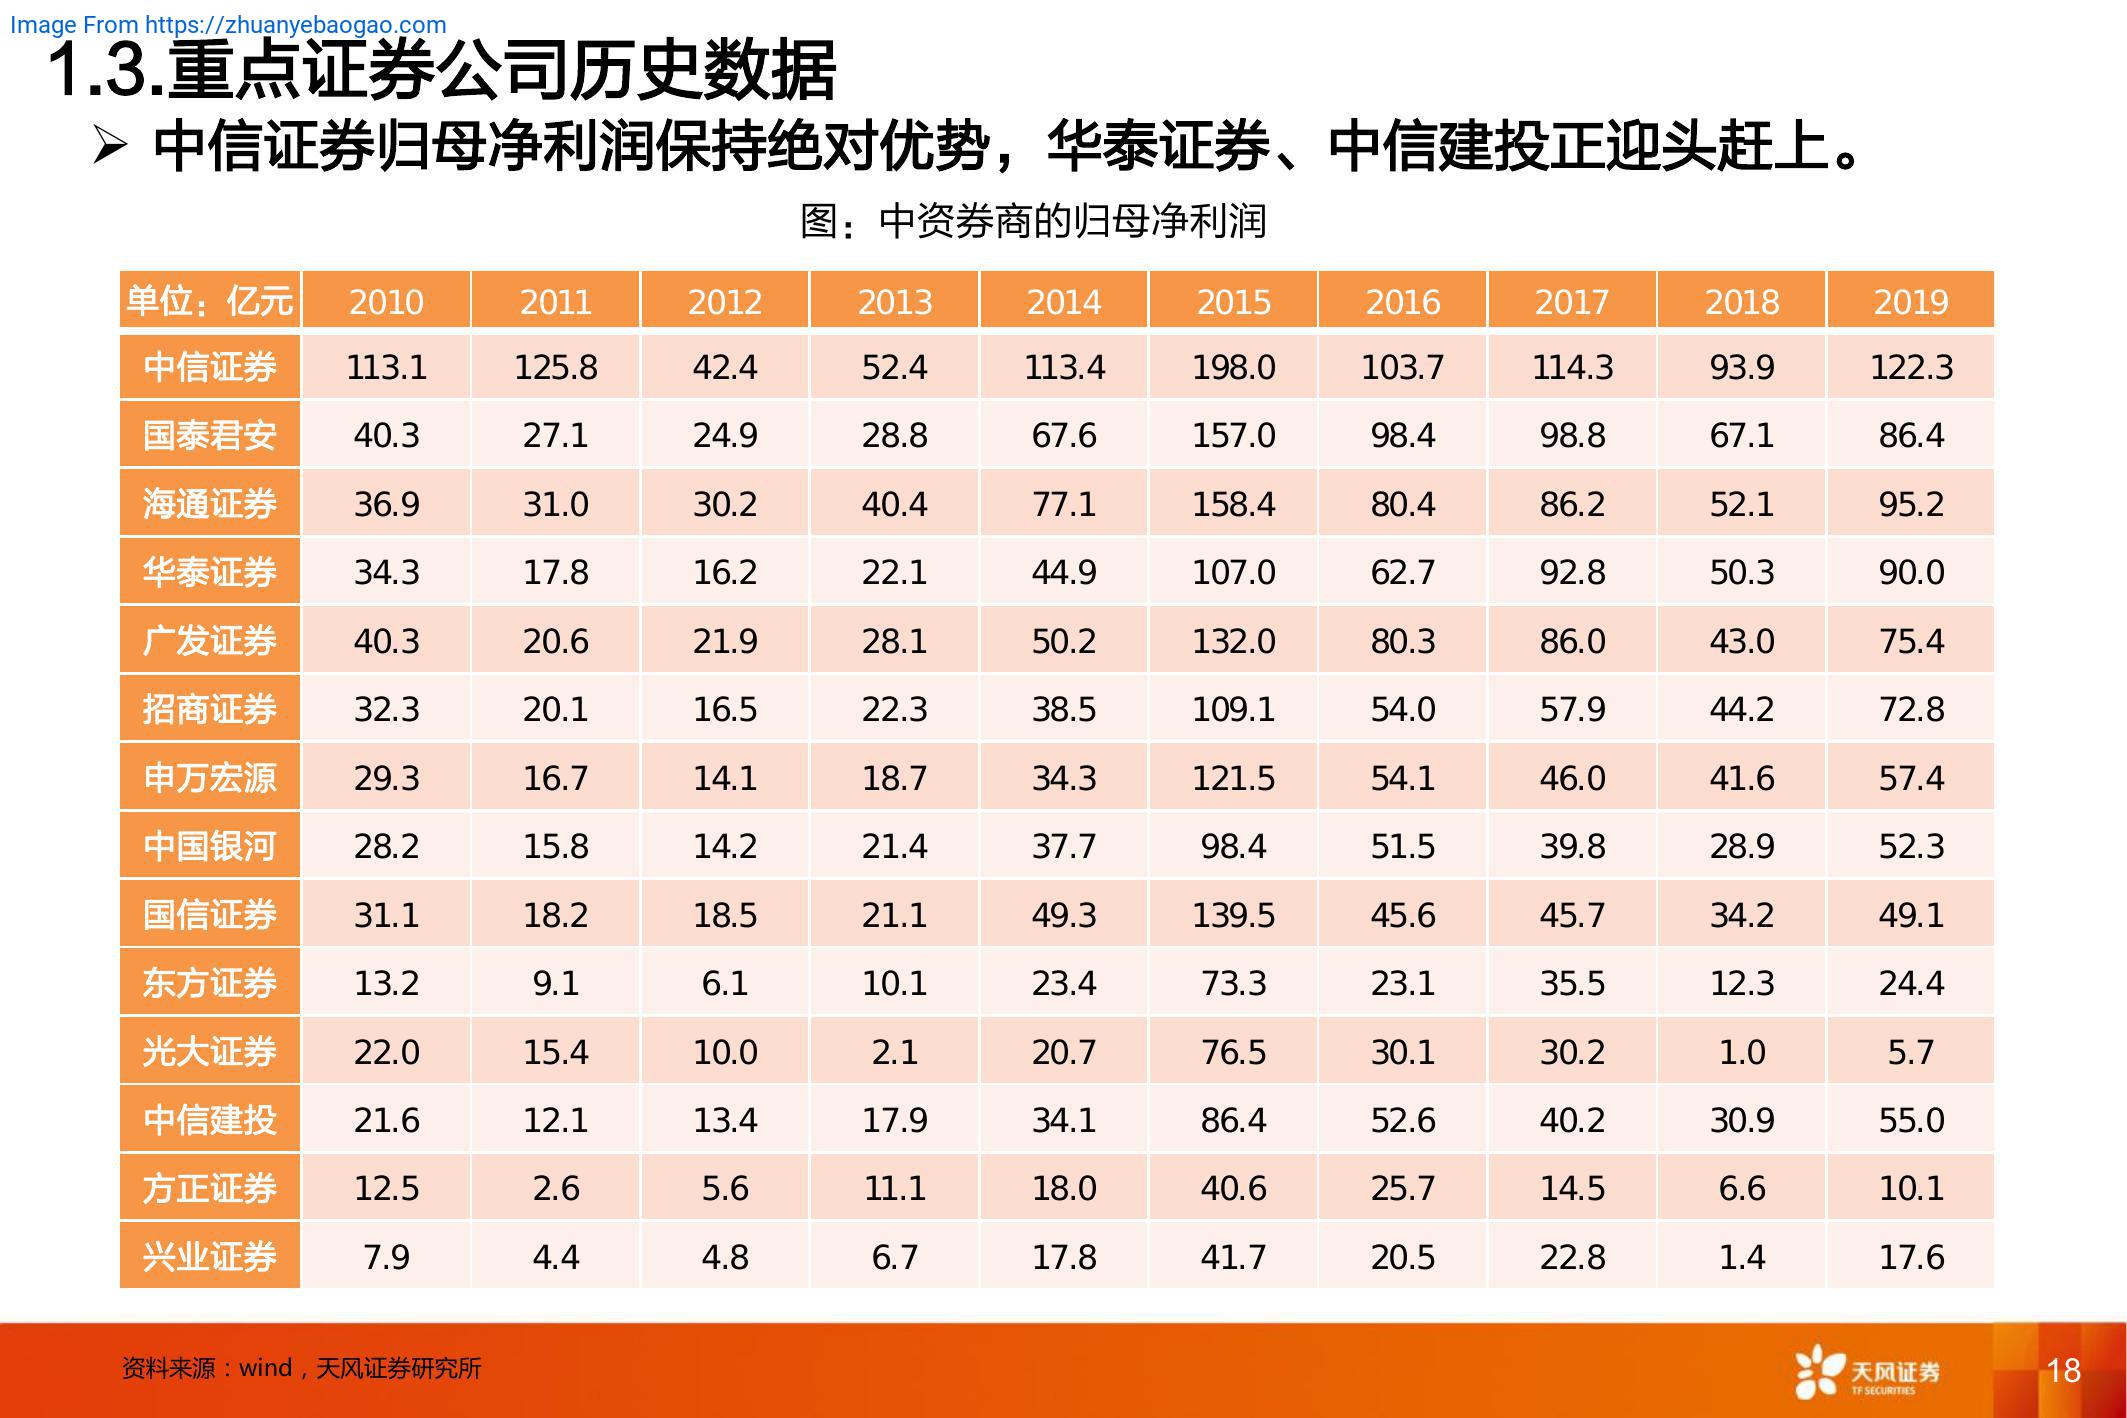 Image From https://zhuanyebaogao.com
1.3.重点证券公司历史数据
➢ 中信证券归母净利润保持绝对优势，华泰证券、中信建投正迎头赶上。
图：中资券商的归母净利润
单位：亿元 2010 2011 2012 2013 2014 2015 2016 2017 2018 2019
中信证券 113.1 125.8 42.4 52.4 113.4 198.0 103.7 114.3 93.9 122.3
国泰君安 40.3 27.1 24.9 28.8 67.6 157.0 98.4 98.8 67.1 86.4
海通证券 36.9 31.0 30.2 40.4 77.1 158.4 80.4 86.2 52.1 95.2
华泰证券 34.3 17.8 16.2 22.1 44.9 107.0 62.7 92.8 50.3 90.0
广发证券 40.3 20.6 21.9 28.1 50.2 132.0 80.3 86.0 43.0 75.4
招商证券 32.3 20.1 16.5 22.3 38.5 109.1 54.0 57.9 44.2 72.8
申万宏源 29.3 16.7 14.1 18.7 34.3 121.5 54.1 46.0 41.6 57.4
中国银河 28.2 15.8 14.2 21.4 37.7 98.4 51.5 39.8 28.9 52.3
国信证券 31.1 18.2 18.5 21.1 49.3 139.5 45.6 45.7 34.2 49.1
东方证券 13.2 9.1 6.1 10.1 23.4 73.3 23.1 35.5 12.3 24.4
光大证券 22.0 15.4 10.0 2.1 20.7 76.5 30.1 30.2 1.0 5.7
中信建投 21.6 12.1 13.4 17.9 34.1 86.4 52.6 40.2 30.9 55.0
方正证券 12.5 2.6 5.6 11.1 18.0 40.6 25.7 14.5 6.6 10.1
兴业证券 7.9 4.4 4.8 6.7 17.8 41.7 20.5 22.8 1.4 17.6
资料来源：wind，天风证券研究所
天风证券
TF SECURITIES
18